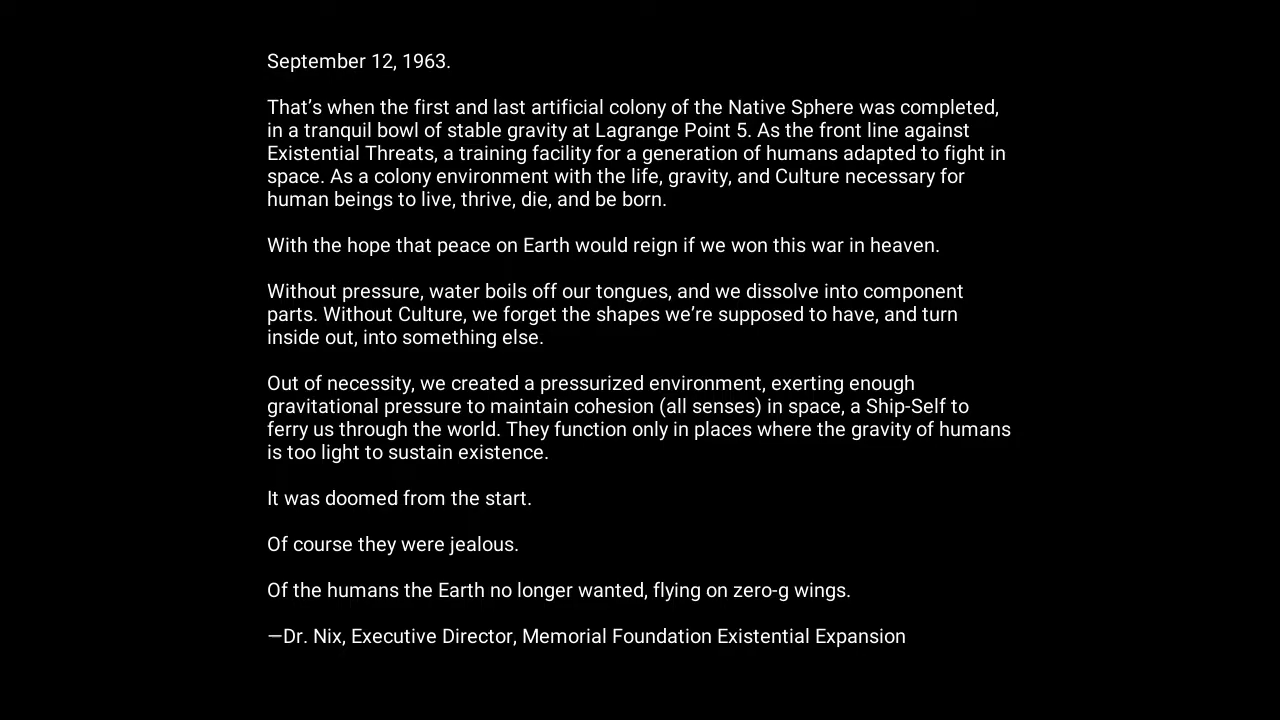 September 12, 1963.
That’s when the first and last artificial colony of the Native Sphere was completed,
in a tranquil bowl of stable gravity at Lagrange Point 5. As the front line against
Existential Threats, a training facility for a generation of humans adapted to fight in
space. As a colony environment with the life, gravity, and Culture necessary for
human beings to live, thrive, die, and be born.
With the hope that peace on Earth would reign if we won this war in heaven.
Without pressure, water boils off our tongues, and we dissolve into component
parts. Without Culture, we forget the shapes we’re supposed to have, and turn
inside out, into something else.
Out of necessity, we created a pressurized environment, exerting enough
gravitational pressure to maintain cohesion (all senses) in space, a Ship-Self to
ferry us through the world. They function only in places where the gravity of humans
is too light to sustain existence.
It was doomed from the start.
Of course they were jealous.
Of the humans the Earth no longer wanted, flying on zero-g wings.
—Dr. Nix, Executive Director, Memorial Foundation Existential Expansion